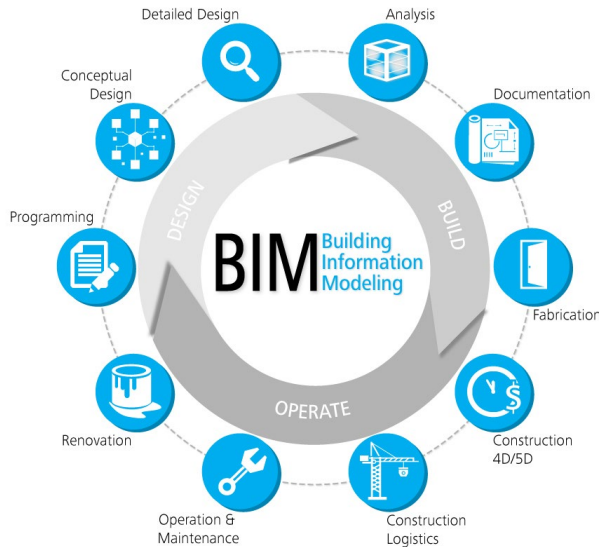 Detailed Design
Analysis
Conceptual
Design
Documentation
Programming
DESIGN
BUILD
BIM
Building
Information
Modeling
Fabrication
OPERATE
Renovation
Construction
4D/5D
Operation &
Maintenance
Construction
Logistics
$